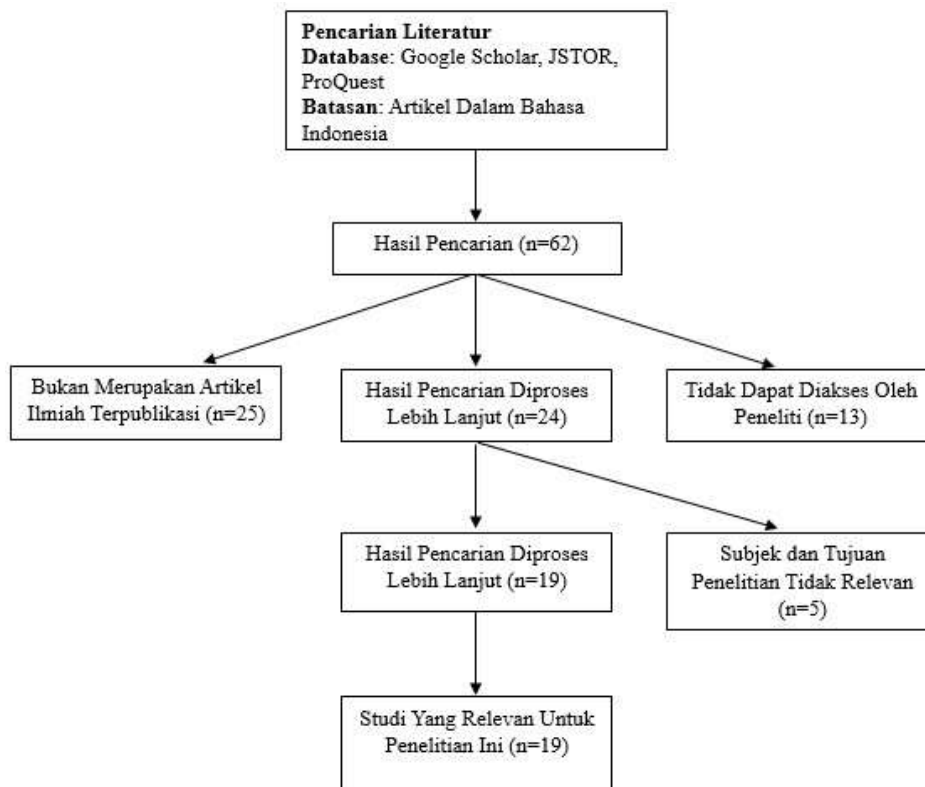 Pencarian Literatur
Database: Google Scholar, JSTOR,
ProQuest
Batasan: Artikel Dalam Bahasa
Indonesia
Hasil Pencarian (n=62)
Bukan Merupakan Artikel
Ilmiah Terpublikasi (n=25)
Hasil Pencarian Diproses
Lebih Lanjut (n=24)
Tidak Dapat Diakses Oleh
Peneliti (n=13)
Hasil Pencarian Diproses
Lebih Lanjut (n=19)
Subjek dan Tujuan
Penelitian Tidak Relevan
(n=5)
Studi Yang Relevan Untuk
Penelitian Ini (n=19)